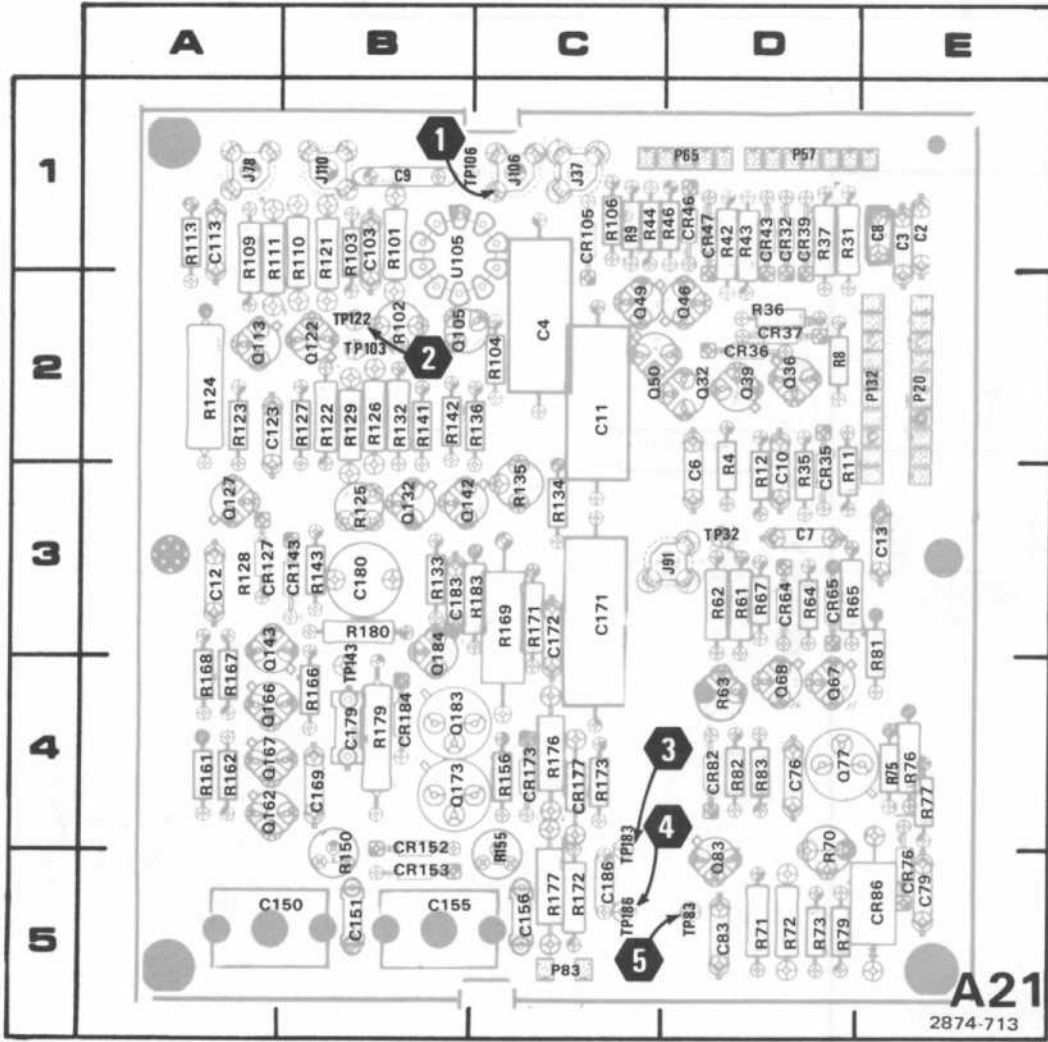 A B C D E
1
1
J78 J110 C9 TP106 J106 J37 P65 P57
R113 C113 R109 R111 R110 R121 R103 C103 R101 U105 CR105 R106 R9 R44 R46 CR46 CR47 R42 R43 CR43 CR32 CR39 R37 R31 C8 C3 C2
2
Q113 Q122 TP122 R102 Q105 C4 Q49 Q46 R36
TP103 2 R104 CR37
CR36
R124 Q50 Q32 Q39 Q36 R8 P132 P20
R123 C123 R127 R122 R129 R126 R132 R141 R142 R136 C11
C6 R4 R12 C10 R35 CR35 R11
3
Q127 R125 Q132 Q142 R135 R134
TP32 C7 C13
C12 R128 CR127 CR143 R143 C180 R133 C183 H183 R169 R171 C172 C171 J91 R62 R61 R67 CR64 R64 CR65 R65
R180 R81
Q143 TP143 Q184
4
R168 R167 Q166 R166 C179 R179 CR184 Q183 R63 Q68 Q67
R161 R162 Q167 C169 Q173 R156 CR173 R176 CR177 R173 3 CR82 R82 R83 C76 Q77 R75 R76 R77
Q162
4
R150 CR152 R155 TP183 Q83 R70
CR153
5
C150 C151 C155 C156 R177 R172 C186 TP186 TP83 C83 R71 R72 R73 R79 CR86 CR76 C79
5
P83
A21
2874-713